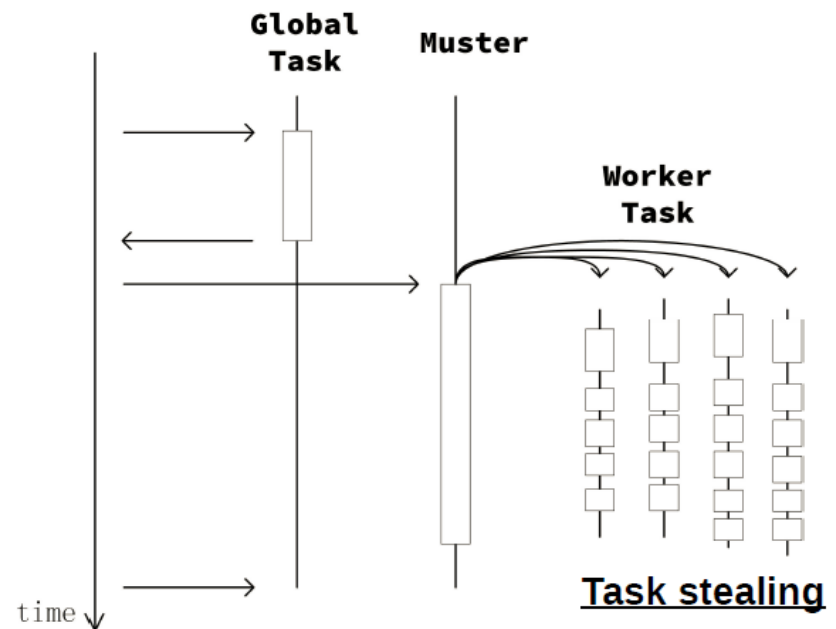 Global
Task
Muster
Worker
Task
Task stealing
time